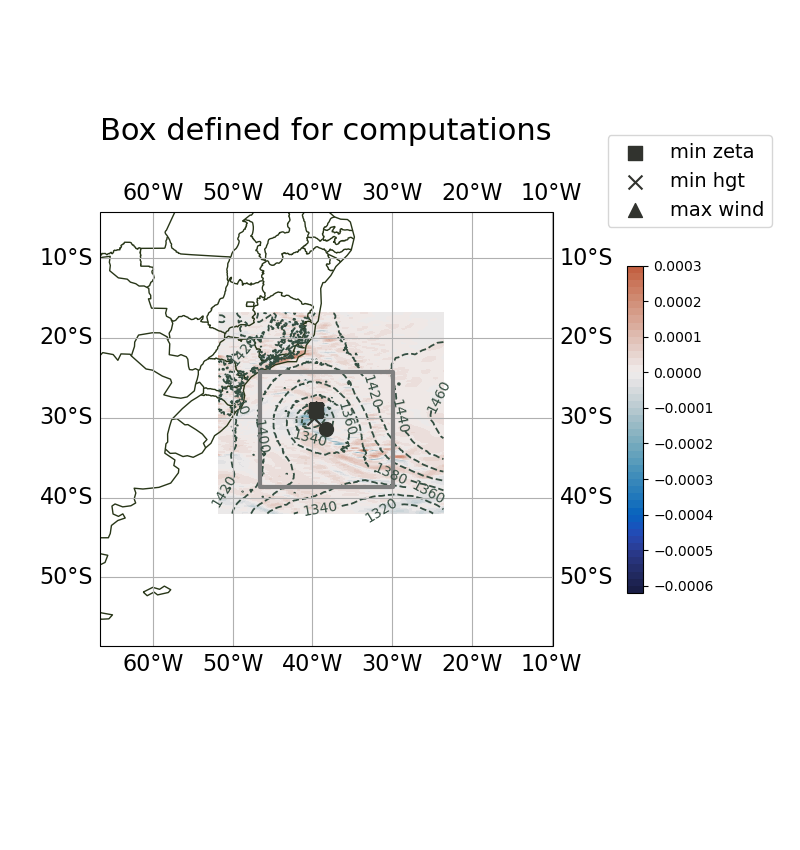 Box defined for computations
min zeta
min hgt
max wind
60°W 50°W 40°W 30°W 20°W 10°W
10°S 10°S
20°S 20°S
30°S 30°S
40°S 40°S
50°S 50°S
60°W 50°W 40°W 30°W 20°W 10°W
1420
1440
1460
1360
1400
1340
1380
1360
1420
1340
1320
0.0003
0.0002
0.0001
0.0000
−0.0001
−0.0002
−0.0003
−0.0004
−0.0005
−0.0006